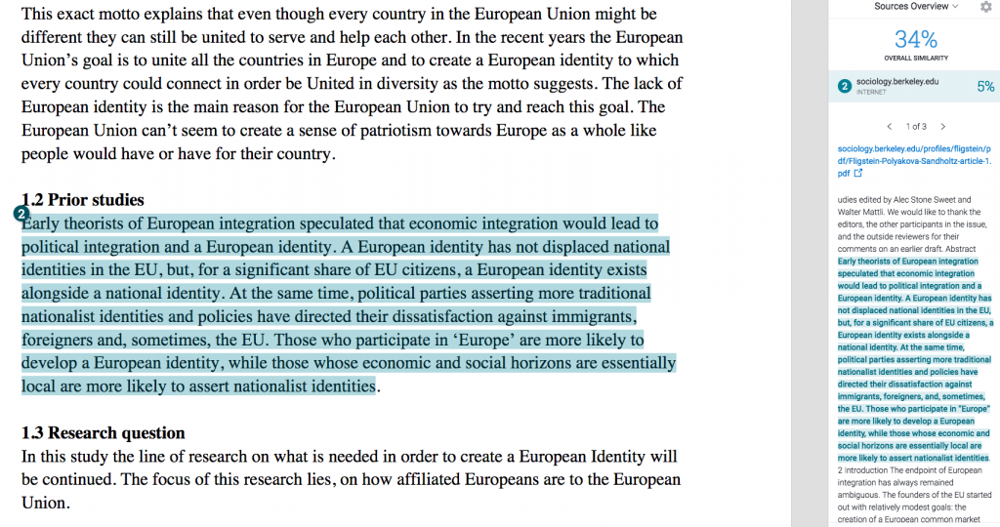 This exact motto explains that even though every country in the European Union might be
different they can still be united to serve and help each other. In the recent years the European
Union’s goal is to unite all the countries in Europe and to create a European identity to which
every country could connect in order be United in diversity as the motto suggests. The lack of
European identity is the main reason for the European Union to try and reach this goal. The
European Union can’t seem to create a sense of patriotism towards Europe as a whole like
people would have or have for their country.
1.2 Prior studies
2
Early theorists of European integration speculated that economic integration would lead to
political integration and a European identity. A European identity has not displaced national
identities in the EU, but, for a significant share of EU citizens, a European identity exists
alongside a national identity. At the same time, political parties asserting more traditional
nationalist identities and policies have directed their dissatisfaction against immigrants,
foreigners and, sometimes, the EU. Those who participate in ‘Europe’ are more likely to
develop a European identity, while those whose economic and social horizons are essentially
local are more likely to assert nationalist identities.
1.3 Research question
In this study the line of research on what is needed in order to create a European Identity will
be continued. The focus of this research lies, on how affiliated Europeans are to the European
Union.
Sources Overview
34%
OVERALL SIMILARITY
2 sociology.berkeley.edu 5%
INTERNET
1 of 3
sociology.berkeley.edu/profiles/fligstein/p
df/Fligstein-Polyakova-Sandholtz-article-1.
pdf
udies edited by Alec Stone Sweet and
Walter Mattli. We would like to thank the
editors, the other participants in the issue,
and the outside reviewers for their
comments on an earlier draft. Abstract
Early theorists of European integration
speculated that economic integration
would lead to political integration and a
European identity. A European identity has
not displaced national identities in the EU,
but, for a significant share of EU citizens, a
European identity exists alongside a
national identity. At the same time,
political parties asserting more traditional
nationalist identities and policies have
directed their dissatisfaction against
immigrants, foreigners, and, sometimes,
the EU. Those who participate in “Europe”
are more likely to develop a European
identity, while those whose economic and
social horizons are essentially local are
more likely to assert nationalist identities.
2 Introduction The endpoint of European
integration has always remained
ambiguous. The founders of the EU started
out with relatively modest goals: the
creation of a European common market